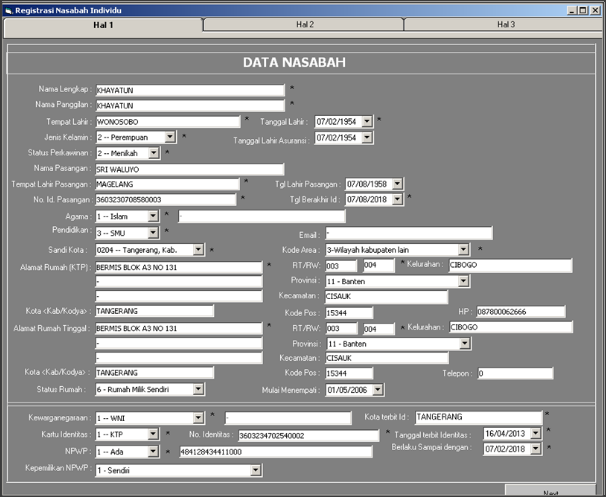 Registrasi Nasabah Individu
Hal 1 Hal 2 Hal 3
DATA NASABAH
Nama Lengkap : KHAYATUN *
Nama Panggilan : KHAYATUN *
Tempat Lahir : WONOSOBO * Tanggal Lahir : 07/02/1954 *
Jenis Kelamin : 2 -- Perempuan * Tanggal Lahir Asuransi : 07/02/1954
Status Perkawinan : 2 -- Menikah *
Nama Pasangan : SRI WALUYO
Tempat Lahir Pasangan : MAGELANG * Tgl Lahir Pasangan : 07/08/1958
No. Id. Pasangan 3603230708580003 * Tgl Berakhir Id : 07/08/2018 *
Agama : 1 -- Islam * -
Pendidikan : 3 -- SMU * Email : -
Sandi Kota : 0204 -- Tangerang, Kab. * Kode Area : 3-Wilayah kabupaten lain *
Alamat Rumah (KTP) : BERMIS BLOK A3 NO 131 * RT/RW: 003 004 * Kelurahan : CIBOGO
- Provinsi : 11 - Banten
- Kecamatan : CISAUK
Kota <Kab/Kodya> : TANGERANG Kode Pos : 15344 HP : 087800062666
Alamat Rumah Tinggal : BERMIS BLOK A3 NO 131 * RT/RW: 003 004 * Kelurahan : CIBOGO
- Provinsi : 11 - Banten
- Kecamatan : CISAUK
Kota <Kab/Kodya> : TANGERANG Kode Pos : 15344 Telepon : 0
Status Rumah : 6 - Rumah Milik Sendiri Mulai Menempati : 01/05/2006
Kewarganegaraan : 1 -- WNI * - Kota terbit Id : TANGERANG *
Kartu Identitas : 1 -- KTP * No. Identitas : 3603234702540002 * Tanggal terbit Identitas : 16/04/2013 *
NPWP : 1 -- Ada * 484128434411000 Berlaku Sampai dengan : 07/02/2018 *
Kepemilikan NPWP : 1 - Sendiri
Next